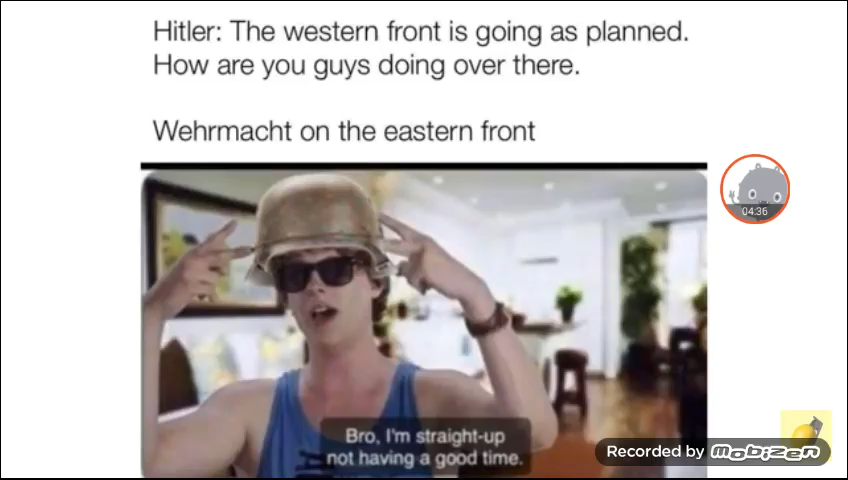 Hitler: The western front is going as planned.
How are you guys doing over there.
Wehrmacht on the eastern front
04:36
Bro, I'm straight-up
not having a good time.
Recorded by Mobizen